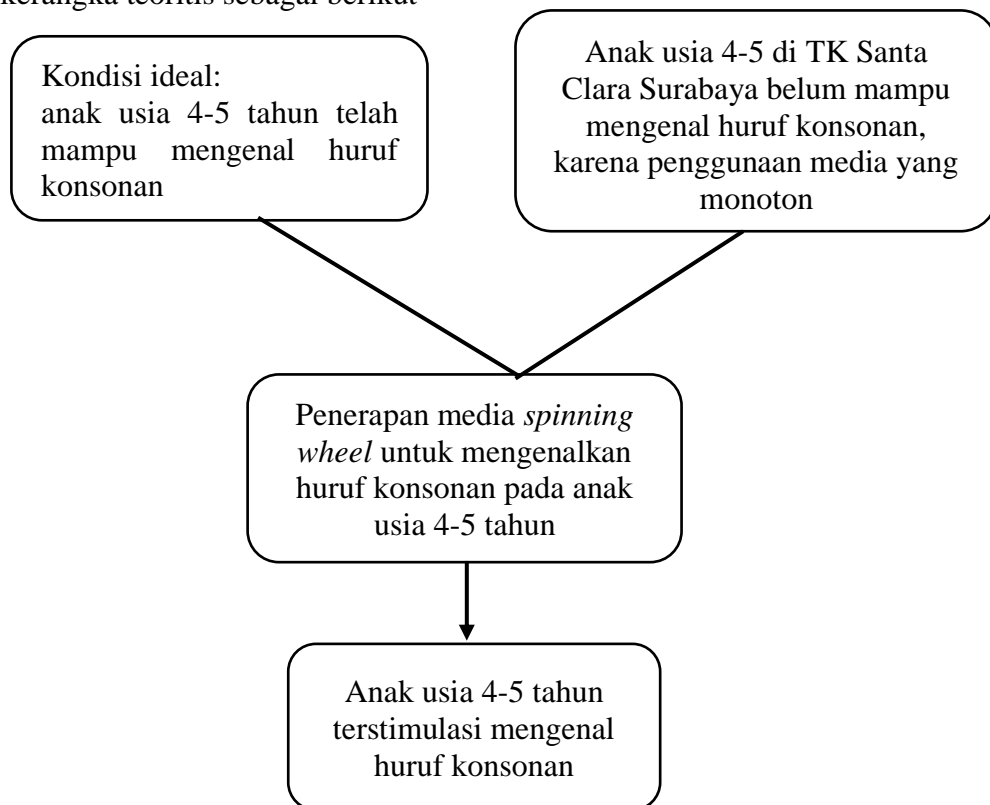 kerangka teoritis sebagai berikut
Kondisi ideal:
anak usia 4-5 tahun telah
mampu mengenal huruf
konsonan
Anak usia 4-5 di TK Santa
Clara Surabaya belum mampu
mengenal huruf konsonan,
karena penggunaan media yang
monoton
Penerapan media spinning
wheel untuk mengenalkan
huruf konsonan pada anak
usia 4-5 tahun
Anak usia 4-5 tahun
terstimulasi mengenal
huruf konsonan